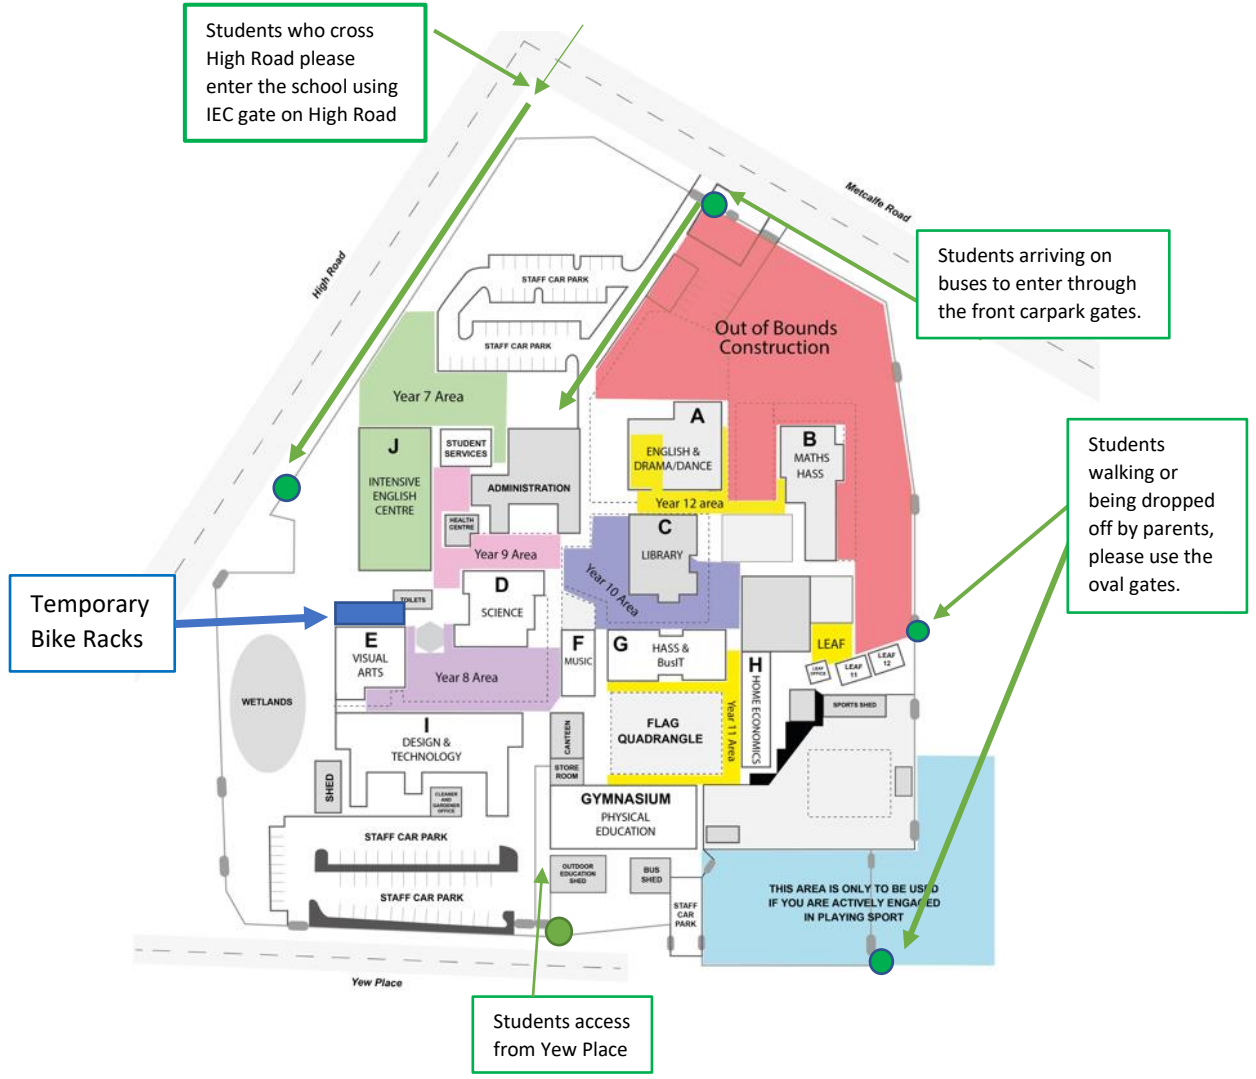 Students who cross
High Road please
enter the school using
IEC gate on High Road
Metcalfe Road
High Road
Students arriving on
buses to enter through
the front carpark gates.
STAFF CAR PARK
STAFF CAR PARK
Out of Bounds
Construction
Year 7 Area
A
ENGLISH &
DRAMA/DANCE
B
MATHS
HASS
J
INTENSIVE
ENGLISH
CENTRE
STUDENT
SERVICES
ADMINISTRATION
HEALTH
CENTRE
Year 12 area
C
LIBRARY
Year 9 Area
Year 10 Area
Students
walking or
being dropped
off by parents,
please use the
oval gates.
Temporary
Bike Racks
TOILETS
D
SCIENCE
E
VISUAL
ARTS
Year 8 Area
F
MUSIC
G
HASS &
BusIT
H
HOME ECONOMICS
LEAF
LEAF
OFFICE
LEAF
11
LEAF
12
WETLANDS
SPORTS SHED
I
DESIGN &
TECHNOLOGY
CANTEEN
STORE
ROOM
FLAG
QUADRANGLE
Year 11 Area
SHED
CLEANER
AND
GARDENER
OFFICE
GYMNASIUM
PHYSICAL
EDUCATION
STAFF CAR PARK
STAFF CAR PARK
OUTDOOR
EDUCATION
SHED
BUS
SHED
STAFF
CAR
PARK
THIS AREA IS ONLY TO BE USED
IF YOU ARE ACTIVELY ENGAGED
IN PLAYING SPORT
Yew Place
Students access
from Yew Place